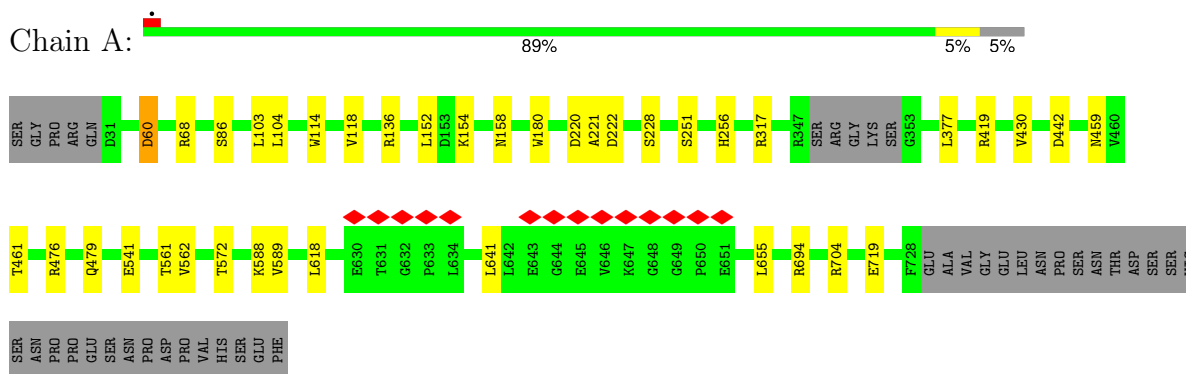 Chain A:
89% 5% 5%
SER GLY PRO ARG GLN D31 D60 R68 S86 L103 L104 W114 V118 R136 L152 D153 K154 N158 W180 D220 A221 D222 S228 S251 H256 R317 R347 SER ARG GLY LYS SER G353 L377 R419 V430 D442 N459 V460
T461 R476 Q479 E541 T561 V562 T572 K588 V589 L618 E630 T631 G632 P633 L634 L641 L642 E643 G644 E645 V646 K647 G648 G649 P650 E651 L655 R694 R704 E719 F728 GLU ALA VAL GLY GLU LEU ASN PRO SER ASN THR ASP SER SER
SER ASN PRO PRO GLU SER ASN PRO ASP PRO VAL HIS SER GLU PHE